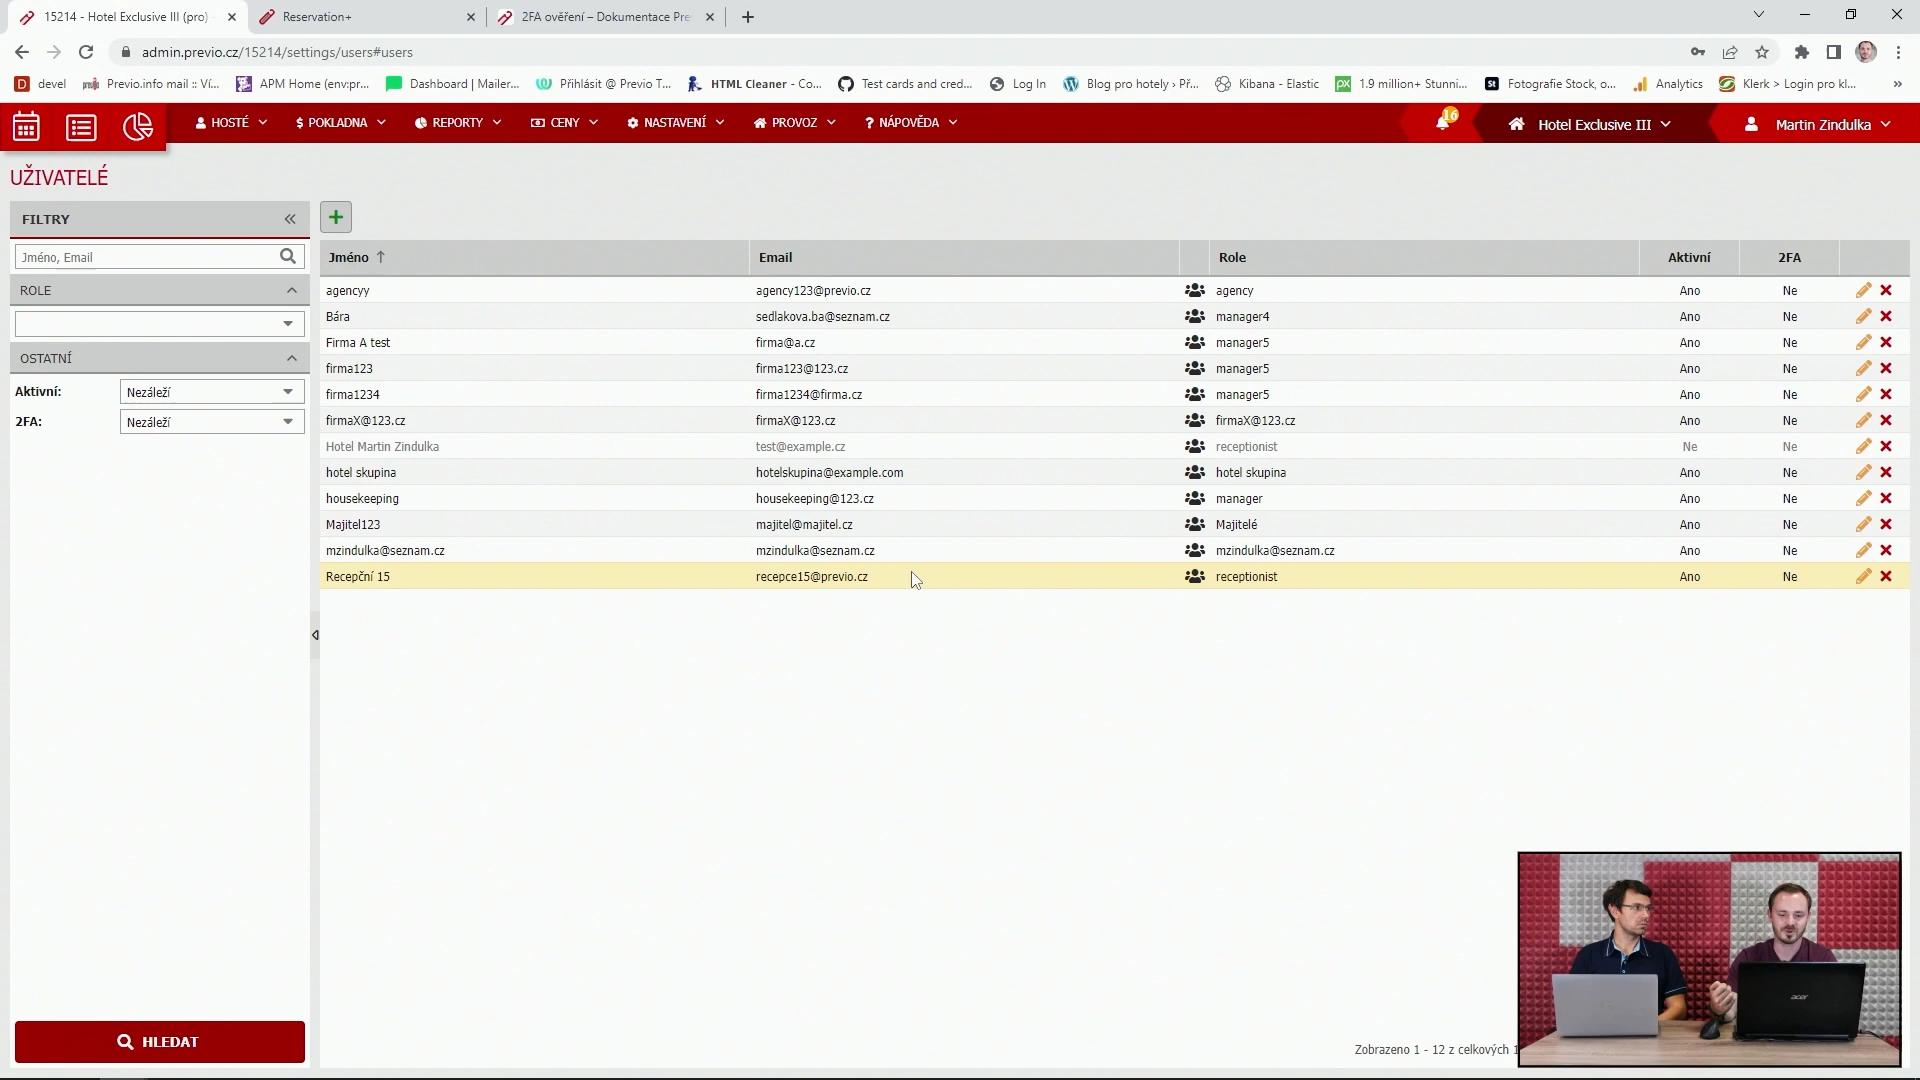 15214 - Hotel Exclusive III (pro)
Reservation+
2FA ověření – Dokumentace Pre
admin.previo.cz/15214/settings/users#users
devel
Previo.info mail :: Ví...
APM Home (env:pr...
Dashboard | Mailer...
Přihlásit @ Previo T...
HTML Cleaner - Co...
Test cards and cred...
Log In
Blog pro hotely › Př...
Kibana - Elastic
1.9 million+ Stunni...
Fotografie Stock, o...
Analytics
Klerk > Login pro kl...
HOSTÉ
$ POKLADNA
REPORTY
CENY
NASTAVENÍ
PROVOZ
? NÁPOVĚDA
16
Hotel Exclusive III
Martin Zindulka
UŽIVATELÉ
FILTRY
Jméno, Email
ROLE
OSTATNÍ
Aktivní: Nezáleží
2FA: Nezáleží
HLEDAT
Jméno Email Role Aktivní 2FA
agencyy agency123@previo.cz agency Ano Ne
Bára sedlakova.ba@seznam.cz manager4 Ano Ne
Firma A test firma@a.cz manager5 Ano Ne
firma123 firma123@123.cz manager5 Ano Ne
firma1234 firma1234@firma.cz manager5 Ano Ne
firmaX@123.cz firmaX@123.cz firmaX@123.cz Ano Ne
Hotel Martin Zindulka test@example.cz receptionist Ne Ne
hotel skupina hotelskupina@example.com hotel skupina Ano Ne
housekeeping housekeeping@123.cz manager Ano Ne
Majitel123 majitel@majitel.cz Majitelé Ano Ne
mzindulka@seznam.cz mzindulka@seznam.cz mzindulka@seznam.cz Ano Ne
Recepční 15 recepce15@previo.cz receptionist Ano Ne
Zobrazeno 1 - 12 z celkových 1
acer